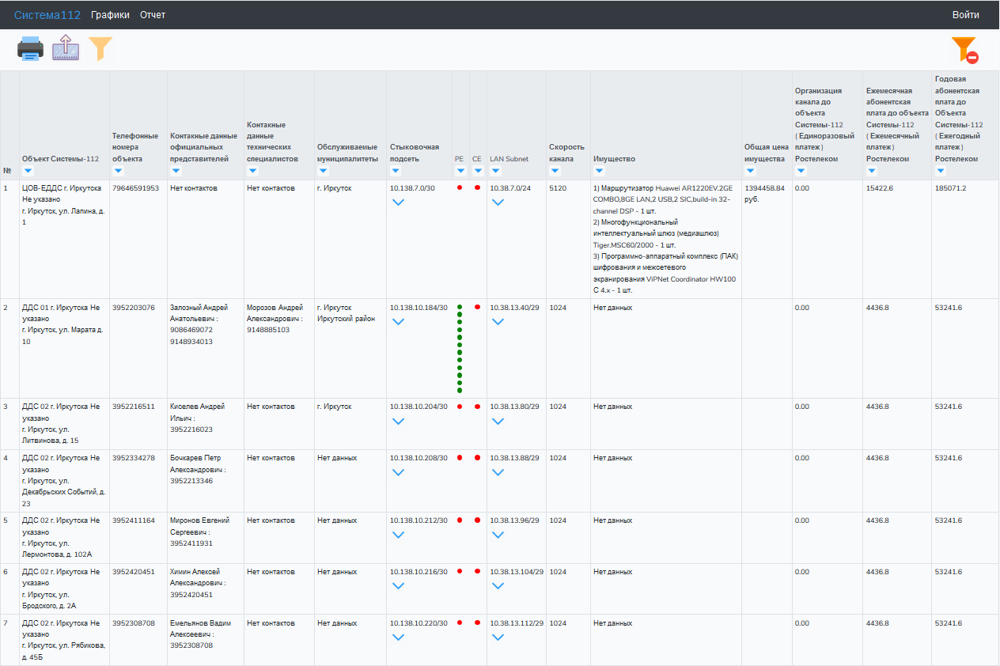 Система112 Графики Отчет Войти
№
Объект Системы-112
Телефонные
номера
объекта
Контакные данные
официальных
представителей
Контакные
данные
технических
специалистов
Обслуживаемые
муниципалитеты
Стыковочная
подсеть
PE
CE
LAN Subnet
Скорость
канала
Имущество
Общая цена
имущества
Организация
канала до
объекта
Системы-112
( Единоразовый
платеж )
Ростелеком
Ежемесячная
абонентская
плата до объекта
Системы-112
( Ежемесячный
платеж )
Ростелеком
Годовая
абонентская
плата до
Объекта
Системы-112
( Ежегодный
платеж )
Ростелеком
1
ЦОВ-ЕДДС г. Иркутска
Не указано
г. Иркутск, ул. Лапина, д.
1
79646591953
Нет контактов
Нет контактов
г. Иркутск
10.138.7.0/30
10.38.7.0/24
5120
1) Маршрутизатор Huawei AR1220EV.2GE
COMBO,8GE LAN,2 USB,2 SIC,build-in 32-
channel DSP - 1 шт.
2) Многофункциональный
интеллектуальный шлюз (медиашлюз)
Tiger.MSC60/2000 - 1 шт.
3) Программно-аппаратный комплекс (ПАК)
шифрования и межсетевого
экранирования ViPNet Coordinator HW100
C 4.x - 1 шт.
1394458.84
руб.
0.00
15422.6
185071.2
2
ДДС 01 г. Иркутска Не
указано
г. Иркутск, ул. Марата д.
10
3952203076
Залозный Андрей
Анатольевич :
9086469072
9148934013
Морозов Андрей
Александрович :
9148885103
г. Иркутск
Иркутский район
10.138.10.184/30
10.38.13.40/29
1024
Нет данных
0.00
4436.8
53241.6
3
ДДС 02 г. Иркутска Не
указано
г. Иркутск, ул.
Литвинова, д. 15
3952216511
Киселев Андрей
Ильич :
3952216023
Нет контактов
г. Иркутск
10.138.10.204/30
10.38.13.80/29
1024
Нет данных
0.00
4436.8
53241.6
4
ДДС 02 г. Иркутска Не
указано
г. Иркутск, ул.
Декабрьских Событий, д.
23
3952334278
Бочкарев Петр
Александрович :
3952213346
Нет контактов
Нет данных
10.138.10.208/30
10.38.13.88/29
1024
Нет данных
0.00
4436.8
53241.6
5
ДДС 02 г. Иркутска Не
указано
г. Иркутск, ул.
Лермонтова, д. 102А
3952411164
Миронов Евгений
Сергеевич :
3952411931
Нет контактов
Нет данных
10.138.10.212/30
10.38.13.96/29
1024
Нет данных
0.00
4436.8
53241.6
6
ДДС 02 г. Иркутска Не
указано
г. Иркутск, ул.
Бродского, д. 2А
3952420451
Химин Алексей
Александрович :
3952420451
Нет контактов
Нет данных
10.138.10.216/30
10.38.13.104/29
1024
Нет данных
0.00
4436.8
53241.6
7
ДДС 02 г. Иркутска Не
указано
г. Иркутск, ул. Рябикова,
д. 45Б
3952308708
Емельянов Вадим
Алексеевич :
3952308708
Нет контактов
Нет данных
10.138.10.220/30
10.38.13.112/29
1024
Нет данных
0.00
4436.8
53241.6